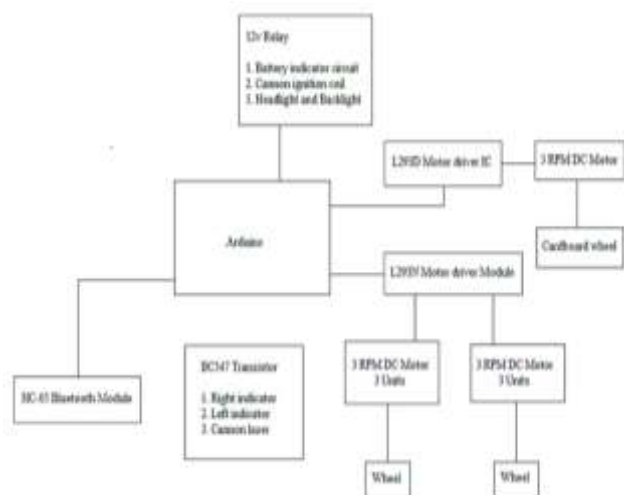 12v Relay
1. Battery indicator circuit
2. Cannon ignition coil
3. Headlight and Backlight
L293D Motor driver IC
3 RPM DC Motor
Cardboard wheel
Arduino
L293N Motor driver Module
3 RPM DC Motor
3 Units
3 RPM DC Motor
3 Units
HC-05 Bluetooth Module
BC547 Transistor
1. Right indicator
2. Left indicator
3. Cannon laser
Wheel
Wheel